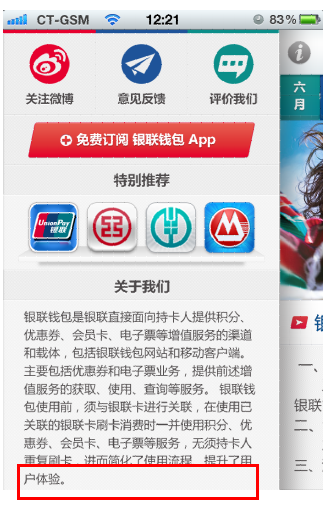 CT-GSM 12:21 83%
关注微博 意见反馈 评价我们
六
月
免费订阅 银联钱包 App
特别推荐
UnionPay
银联
关于我们
银联钱包是银联直接面向持卡人提供积分、
优惠券、会员卡、电子票等增值服务的渠道
和载体，包括银联钱包网站和移动客户端。
主要包括优惠券和电子票业务，提供前述增
值服务的获取、使用、查询等服务。 银联钱
包使用前，须与银联卡进行关联，在使用已
关联的银联卡刷卡消费时一并使用积分、优
惠券、会员卡、电子票等服务，无须持卡人
重复刷卡，进而简化了使用流程，提升了用
户体验。
银
一、
银联
二、
三、